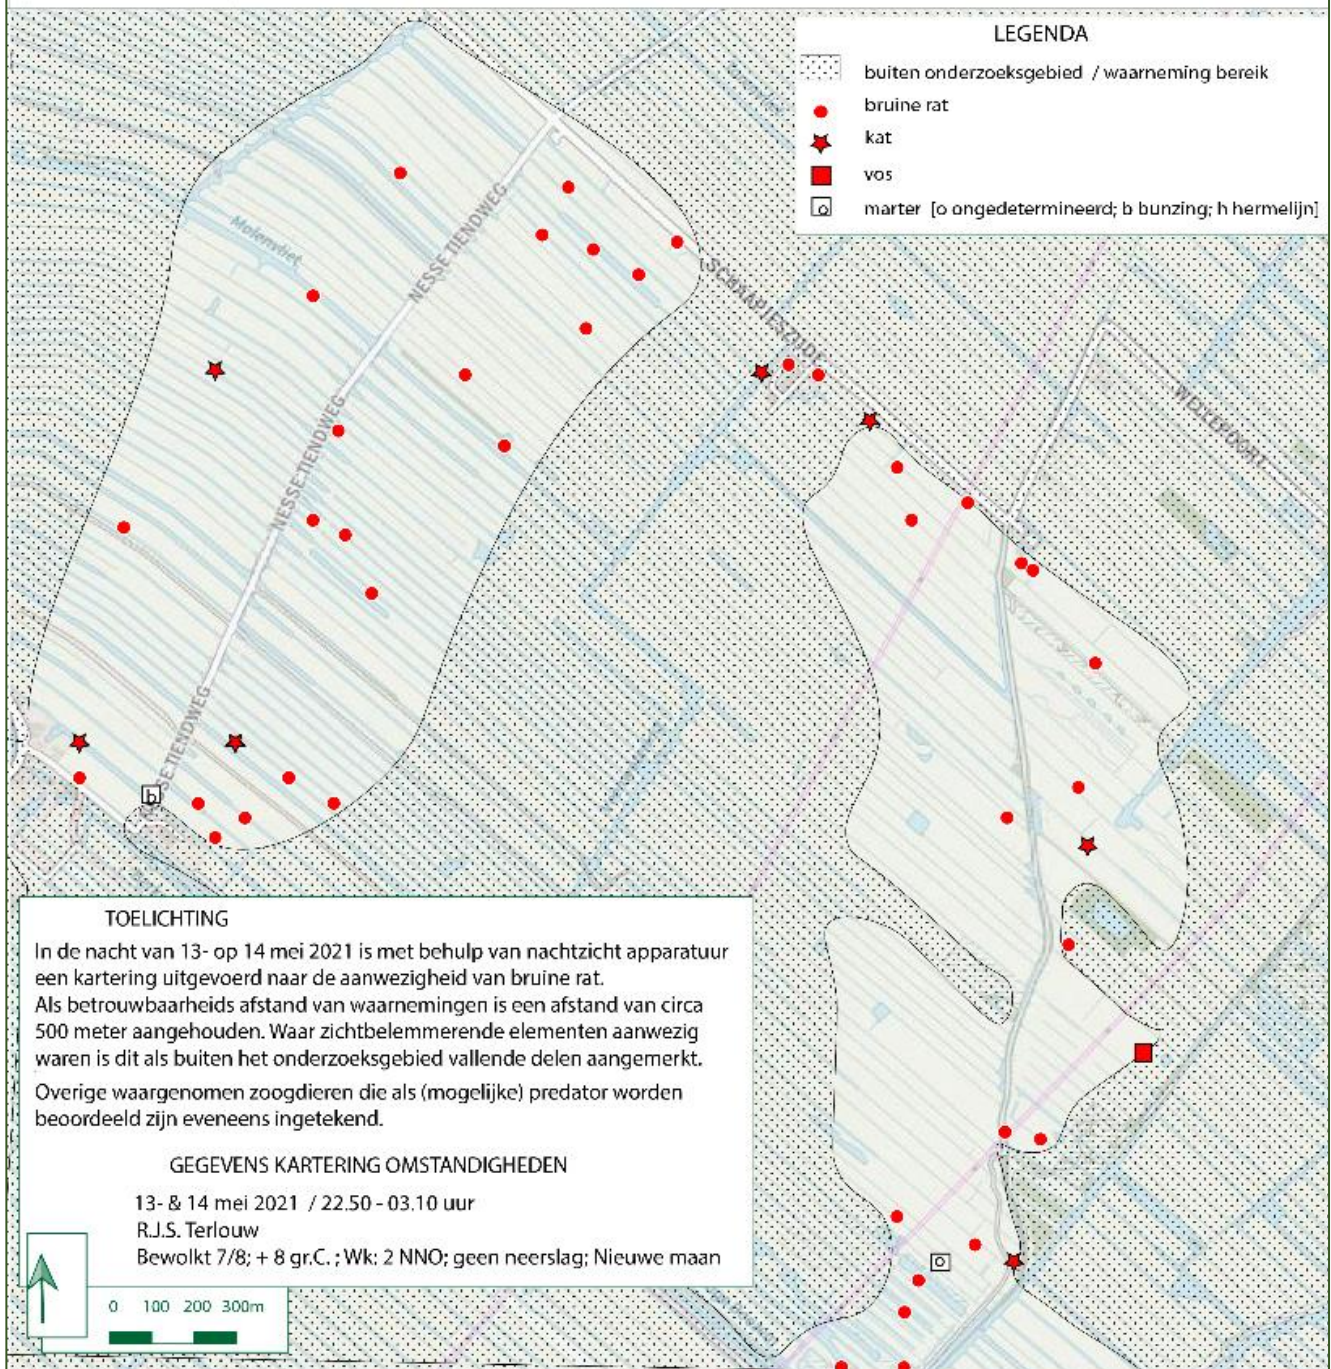 LEGENDA
buiten onderzoeksgebied / waarneming bereik
bruine rat
kat
vos
o marter [o ongedetermineerd; b bunzing; h hermelijn]
Molenvliet
NESSE-TIENDWEG
SCHAAPJESZIJDE
WELLEPOORT
NESSE-TIENDWEG
NESSE-TIENDWEG
b
TOELICHTING
In de nacht van 13- op 14 mei 2021 is met behulp van nachtzicht apparatuur
een kartering uitgevoerd naar de aanwezigheid van bruine rat.
Als betrouwbaarheids afstand van waarnemingen is een afstand van circa
500 meter aangehouden. Waar zichtbelemmerende elementen aanwezig
waren is dit als buiten het onderzoeksgebied vallende delen aangemerkt.
Overige waargenomen zoogdieren die als (mogelijke) predator worden
beoordeeld zijn eveneens ingetekend.
GEGEVENS KARTERING OMSTANDIGHEDEN
13- & 14 mei 2021 / 22.50 - 03.10 uur
R.J.S. Terlouw
Bewolkt 7/8; + 8 gr.C. ; Wk: 2 NNO; geen neerslag; Nieuwe maan
o
0 100 200 300m